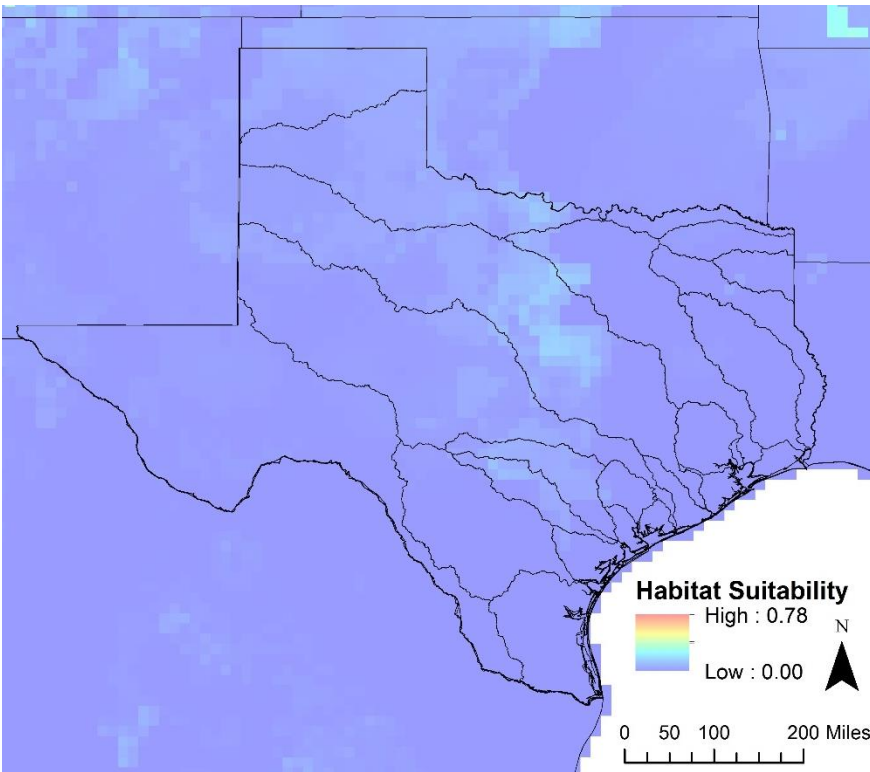 Habitat Suitability
High : 0.78
Low : 0.00
N
0 50 100 200 Miles